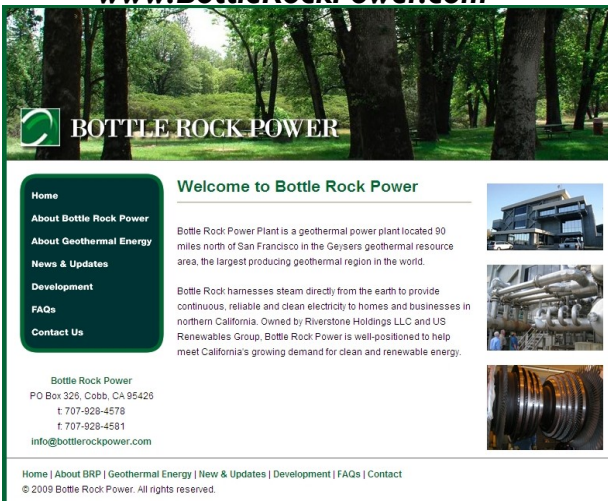 www.BottleRockPower.com
BOTTLE ROCK POWER
Home
About Bottle Rock Power
About Geothermal Energy
News & Updates
Development
FAQs
Contact Us
Bottle Rock Power
PO Box 326, Cobb, CA 95426
t: 707-928-4578
f: 707-928-4581
info@bottlerockpower.com
Welcome to Bottle Rock Power
Bottle Rock Power Plant is a geothermal power plant located 90
miles north of San Francisco in the Geysers geothermal resource
area, the largest producing geothermal region in the world.
Bottle Rock harnesses steam directly from the earth to provide
continuous, reliable and clean electricity to homes and businesses in
northern California. Owned by Riverstone Holdings LLC and US
Renewables Group, Bottle Rock Power is well-positioned to help
meet California's growing demand for clean and renewable energy.
Home | About BRP | Geothermal Energy | New & Updates | Development | FAQs | Contact
© 2009 Bottle Rock Power. All rights reserved.